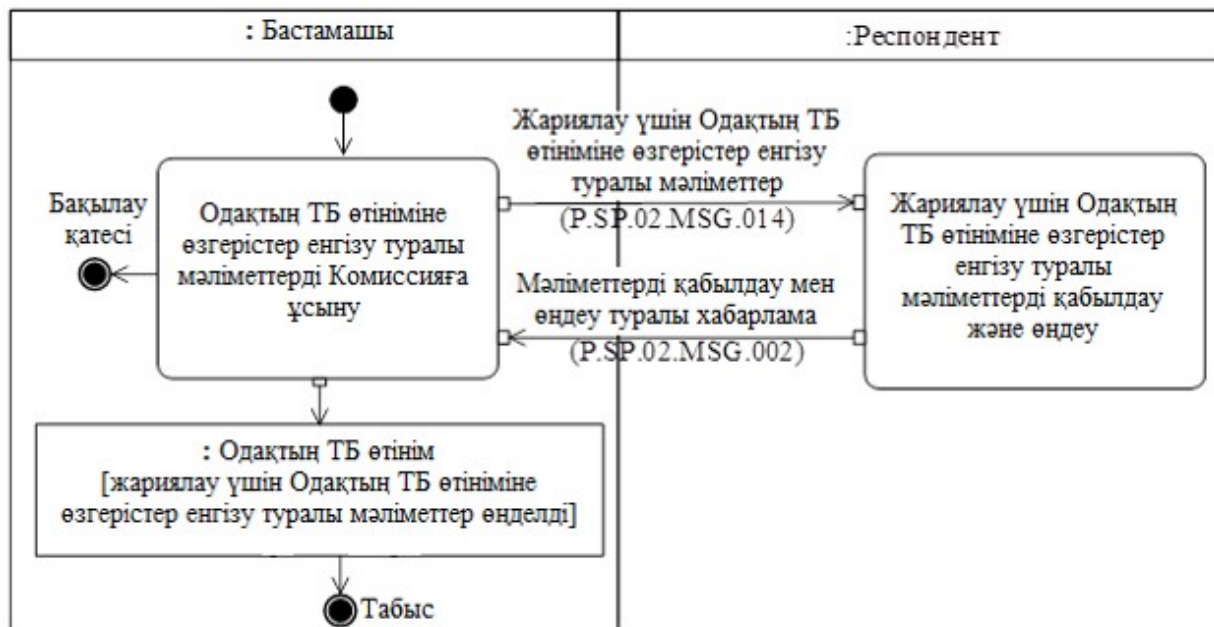 : Бастамашы
:Респондент
Жариялау үшін Одақтың ТБ
өтініміне өзгерістер енгізу
туралы мәліметтер
(P.SP.02.MSG.014)
Бақылау
қатесі
Одақтың ТБ өтініміне
өзгерістер енгізу туралы
мәліметтерді Комиссияға
ұсыну
Жариялау үшін Одақтың
ТБ өтініміне өзгерістер
енгізу туралы
мәліметтерді қабылдау
және өңдеу
Мәліметтерді қабылдау мен
өңдеу туралы хабарлама
(P.SP.02.MSG.002)
: Одақтың ТБ өтінім
[жариялау үшін Одақтың ТБ өтініміне
өзгерістер енгізу туралы мәліметтер өңделді]
Табыс